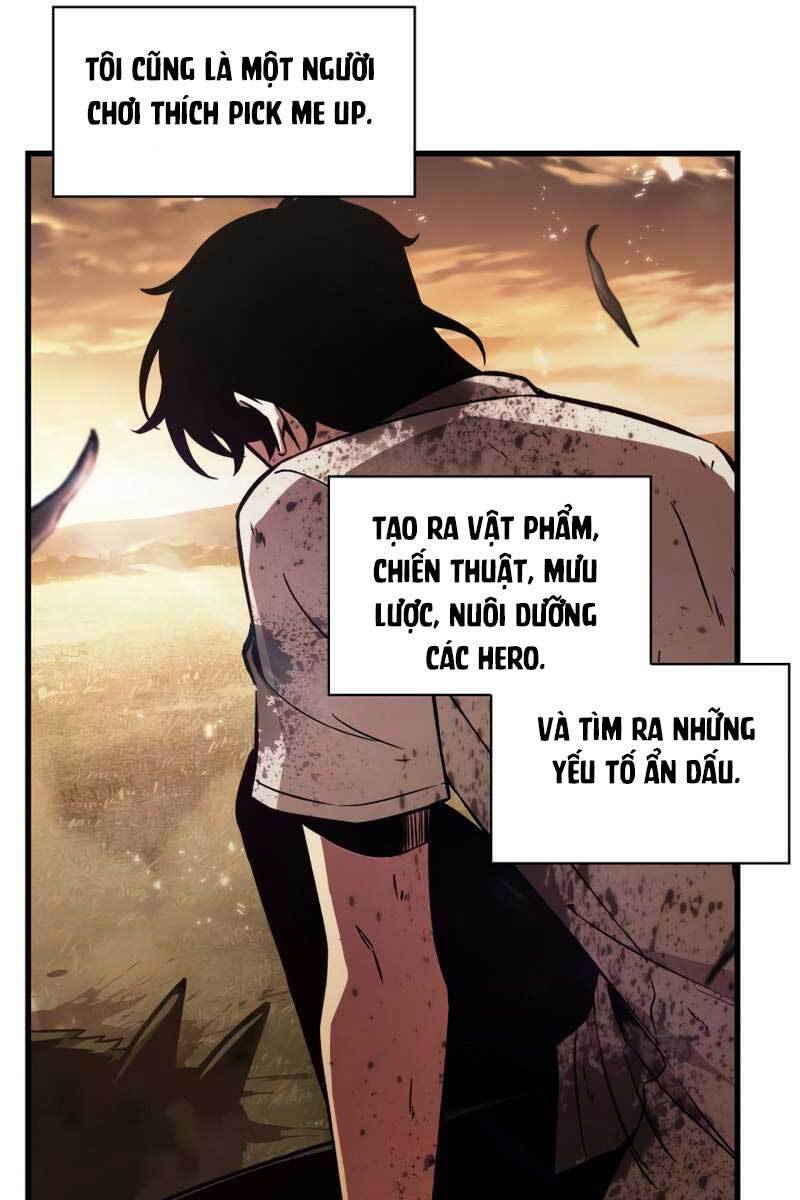 TÔI CŨNG LÀ MỘT NGƯỜI
CHƠI THÍCH PICK ME UP.
TẠO RA VẬT PHẨM,
CHIẾN THUẬT, MƯU
LƯỢC, NUÔI DƯỠNG
CÁC HERO.
VÀ TÌM RA NHỮNG
YẾU TỐ ẨN DẤU.